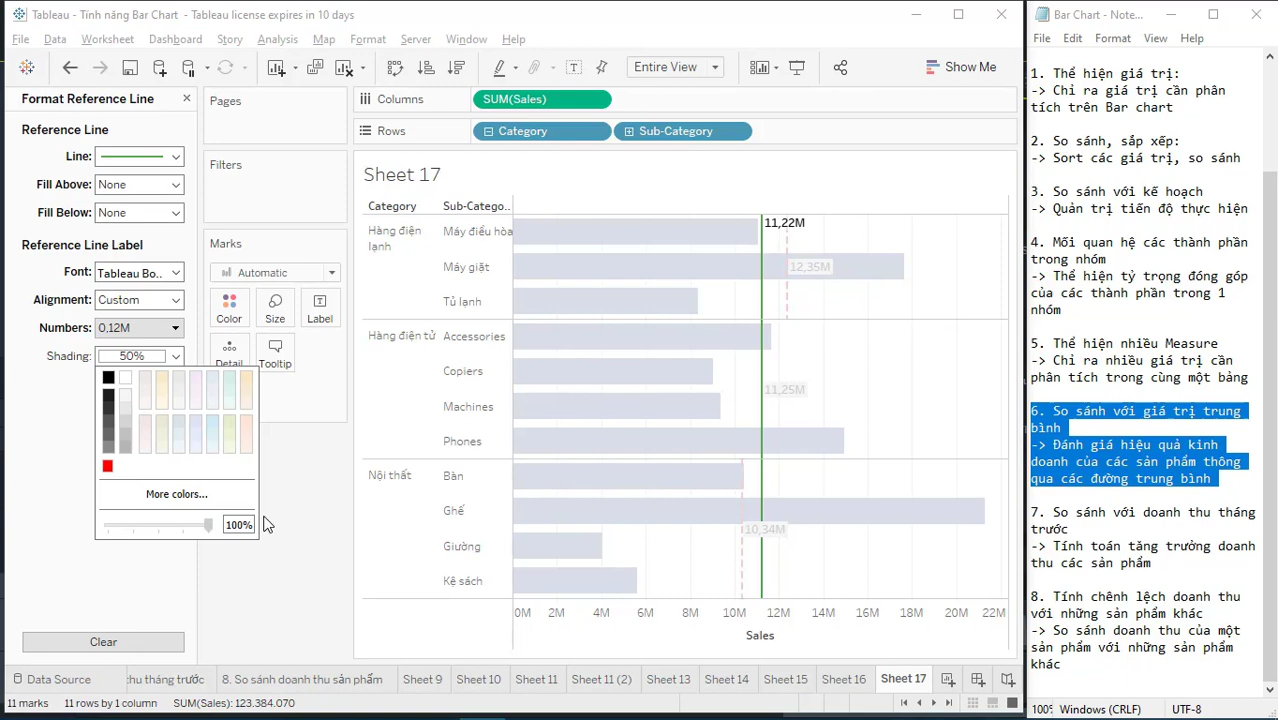 Tableau - Tính năng Bar Chart - Tableau license expires in 10 days
File Data Worksheet Dashboard Story Analysis Map Format Server Window Help
Entire View
Show Me
Format Reference Line
Reference Line
Line:
Fill Above: None
Fill Below: None
Reference Line Label
Font: Tableau Bo..
Alignment: Custom
Numbers: 0,12M
Shading: 50%
More colors...
100%
Clear
Pages
Filters
Marks
Automatic
Color Size Label
Detail Tooltip
Columns SUM(Sales)
Rows Category Sub-Category
Sheet 17
Category Sub-Catego..
Hàng điện
lạnh
Máy điều hòa
Máy giặt
Tủ lạnh
Hàng điện tử
Accessories
Copiers
Machines
Phones
Nội thất
Bàn
Ghế
Giường
Kệ sách
11,22M
12,35M
11,25M
10,34M
0M 2M 4M 6M 8M 10M 12M 14M 16M 18M 20M 22M
Sales
Data Source
thu tháng trước
8. So sánh doanh thu sản phẩm
Sheet 9
Sheet 10
Sheet 11
Sheet 11 (2)
Sheet 13
Sheet 14
Sheet 15
Sheet 16
Sheet 17
11 marks 11 rows by 1 column SUM(Sales): 123.384.070
Bar Chart - Note...
File Edit Format View Help
1. Thể hiện giá trị:
-> Chỉ ra giá trị cần phân
tích trên Bar chart
2. So sánh, sắp xếp:
-> Sort các giá trị, so sánh
3. So sánh với kế hoạch
-> Quản trị tiến độ thực hiện
4. Mối quan hệ các thành phần
trong nhóm
-> Thể hiện tỷ trọng đóng góp
của các thành phần trong 1
nhóm
5. Thể hiện nhiều Measure
-> Chỉ ra nhiều giá trị cần
phân tích trong cùng một bảng
6. So sánh với giá trị trung
bình
-> Đánh giá hiệu quả kinh
doanh của các sản phẩm thông
qua các đường trung bình
7. So sánh với doanh thu tháng
trước
-> Tính toán tăng trưởng doanh
thu các sản phẩm
8. Tính chênh lệch doanh thu
với những sản phẩm khác
-> So sánh doanh thu của một
sản phẩm với những sản phẩm
khác
Windows (CRLF) UTF-8